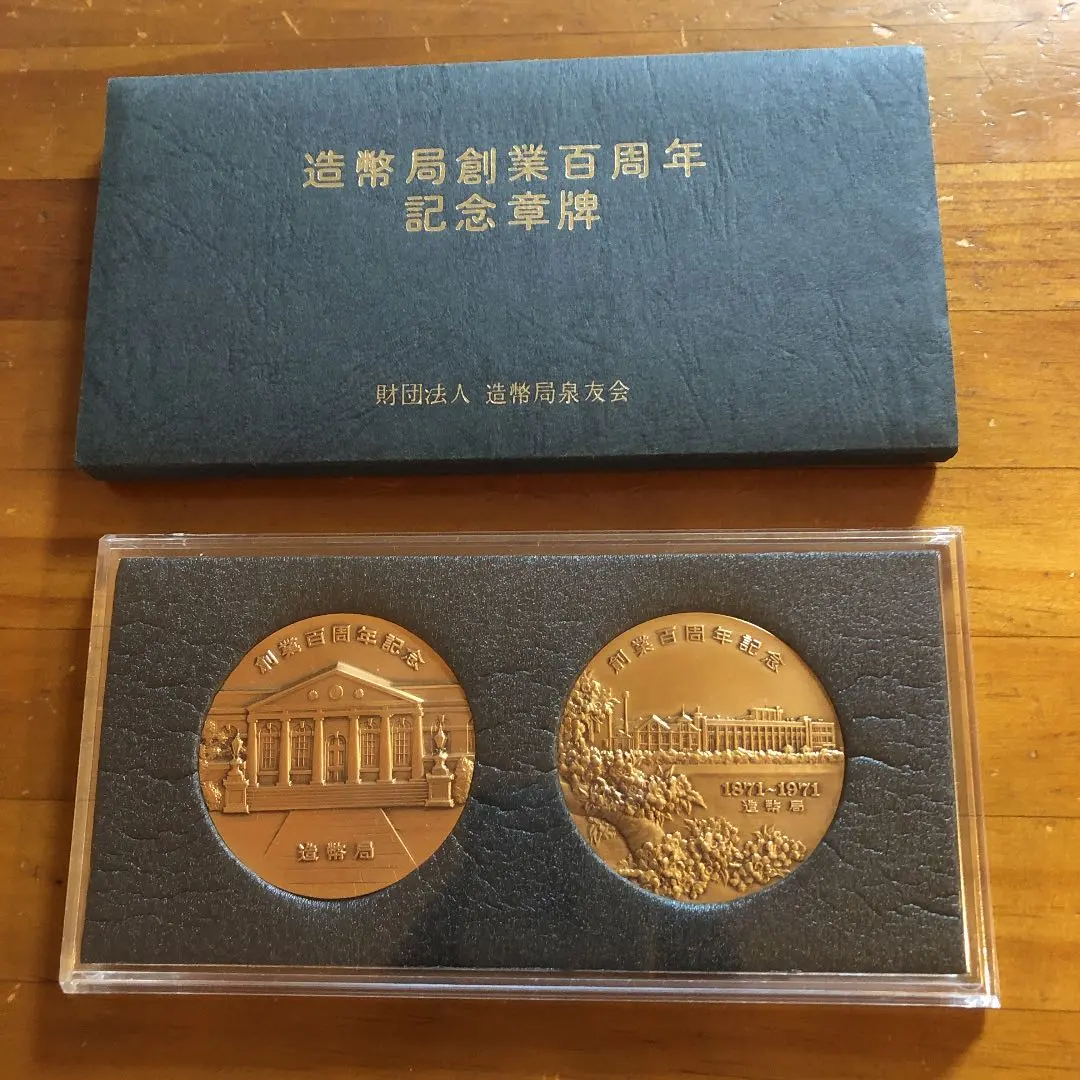 造幣局創業百周年
記念章牌
財団法人 造幣局泉友会
創業百周年記念
造幣局
創業百周年記念
1871~1971
造幣局